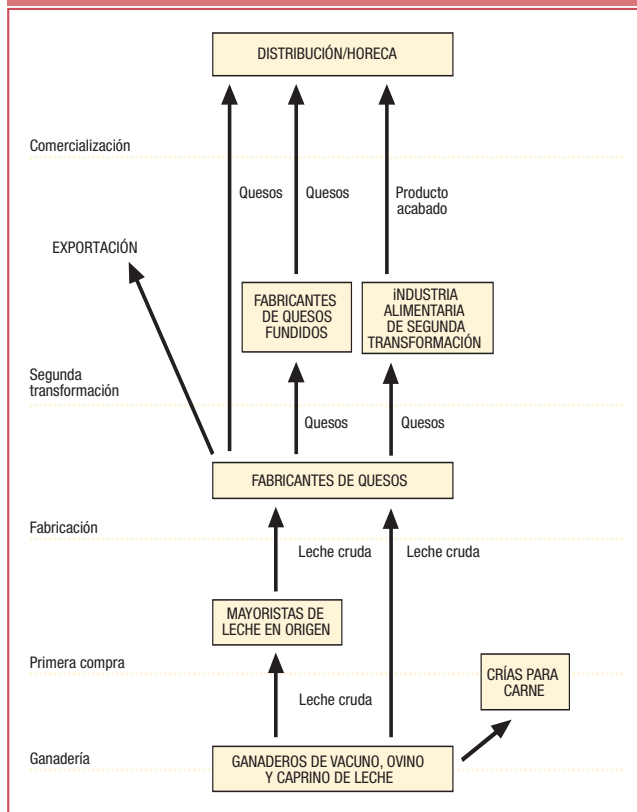 DISTRIBUCIÓN/HORECA
Comercialización
Quesos
Quesos
Producto
acabado
EXPORTACIÓN
FABRICANTES
DE QUESOS
FUNDIDOS
iNDUSTRIA
ALIMENTARIA
DE SEGUNDA
TRANSFORMACIÓN
Segunda
transformación
Quesos
Quesos
FABRICANTES DE QUESOS
Fabricación
Leche cruda
Leche cruda
MAYORISTAS DE
LECHE EN ORIGEN
Primera compra
CRÍAS PARA
CARNE
Leche cruda
Ganadería
GANADEROS DE VACUNO, OVINO
Y CAPRINO DE LECHE